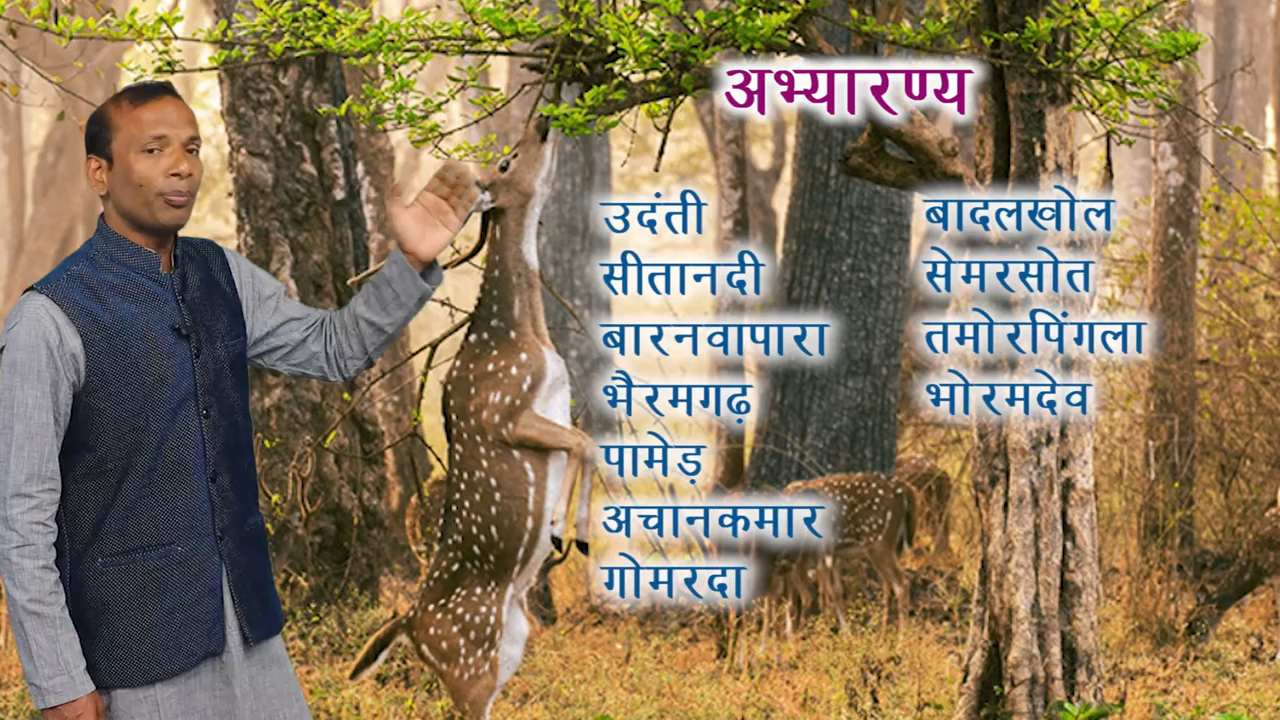 अभ्यारण्य
उदंती
सीतानदी
बारनवापारा
भैरमगढ़
पामेड़
अचानकमार
गोमरदा
बादलखोल
सेमरसोत
तमोरपिंगला
भोरमदेव